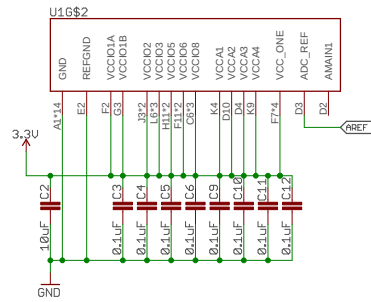 U1G$2
GND
REFGND
VCCIO1A
VCCIO1B
VCCIO2
VCCIO3
VCCIO5
VCCIO6
VCCIO8
VCCA1
VCCA2
VCCA3
VCCA4
VCC_ONE
ADC_REF
AMAIN1
A1*14
E2
F2
G3
J3*2
L6*3
H11*2
F11*2
C6*3
K4
D10
D4
K9
F7*4
D3
D2
AREF
3.3V
C2
C3
C4
C5
C6
C9
C10
C11
C12
10uF
0.1uF
0.1uF
0.1uF
0.1uF
0.1uF
0.1uF
0.1uF
0.1uF
GND